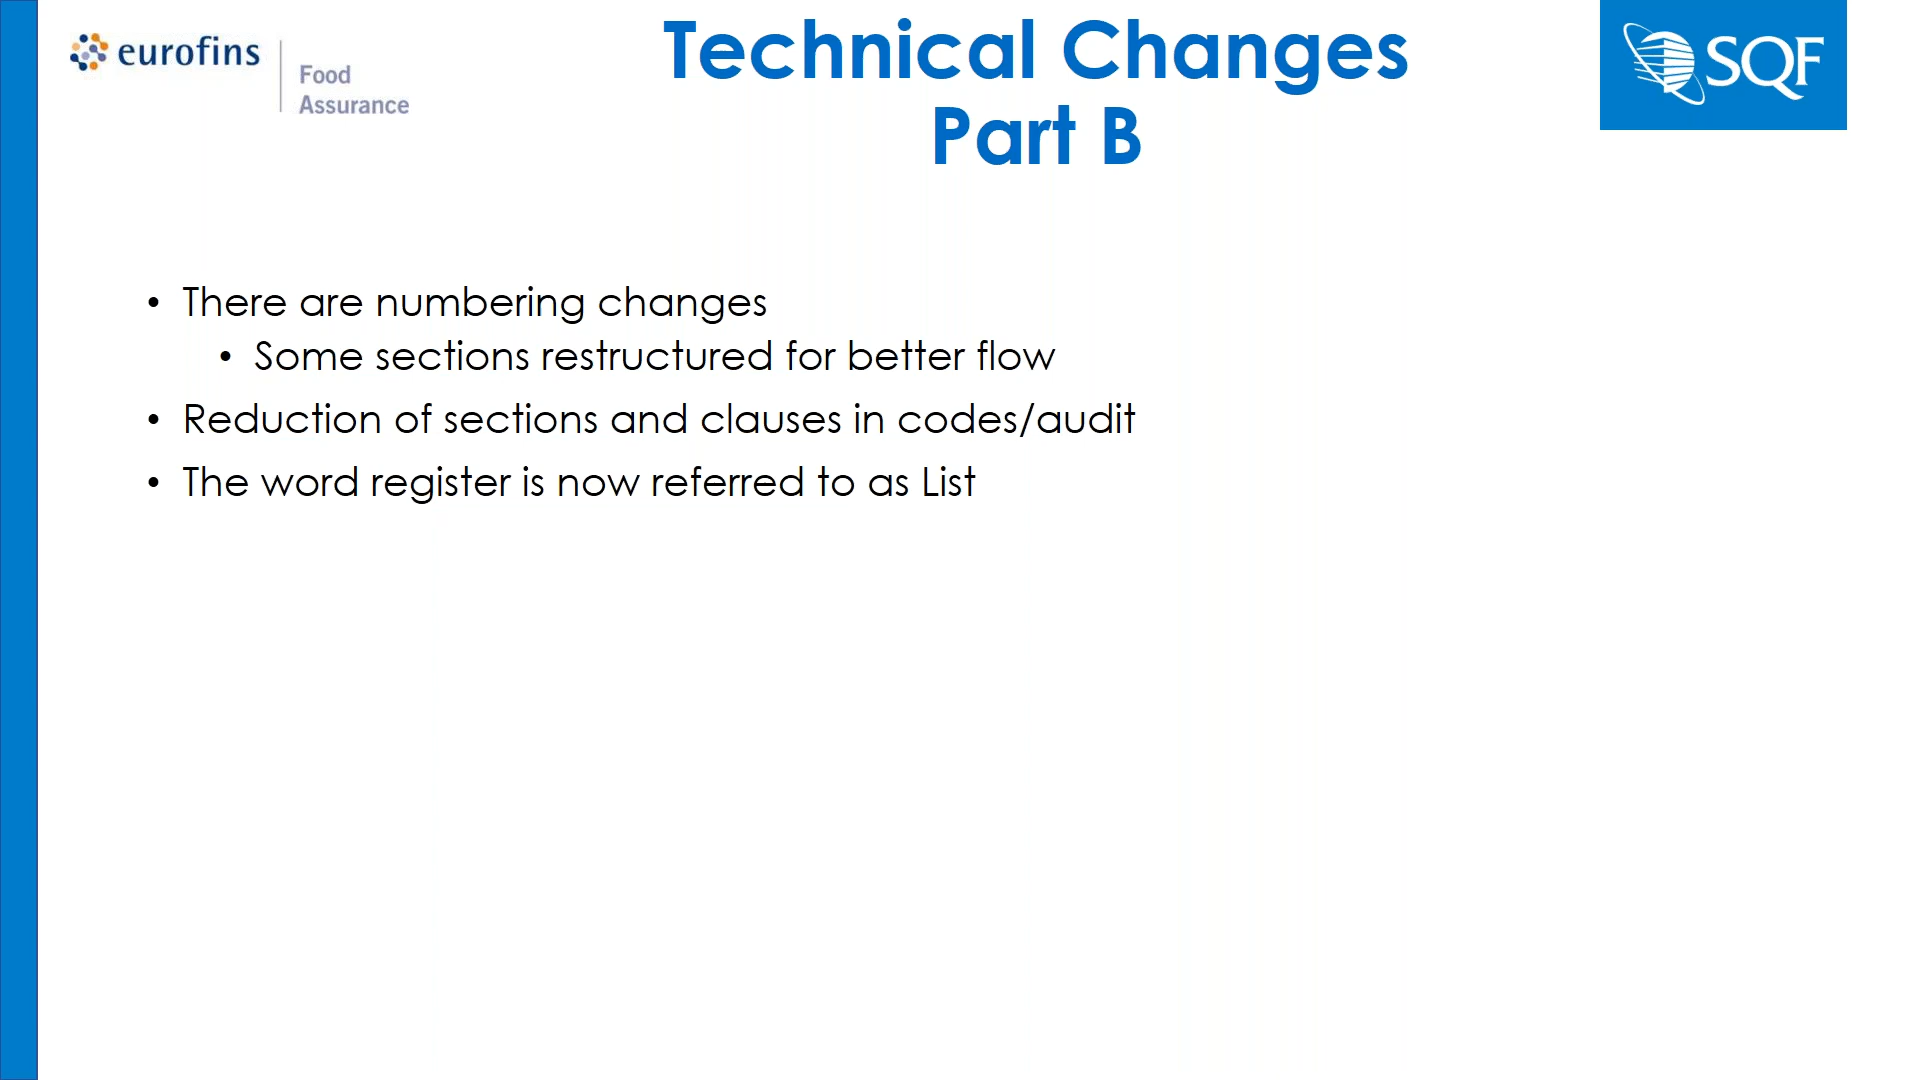 eurofins
Food
Assurance
Technical Changes
Part B
SQF
• There are numbering changes
• Some sections restructured for better flow
• Reduction of sections and clauses in codes/audit
• The word register is now referred to as List